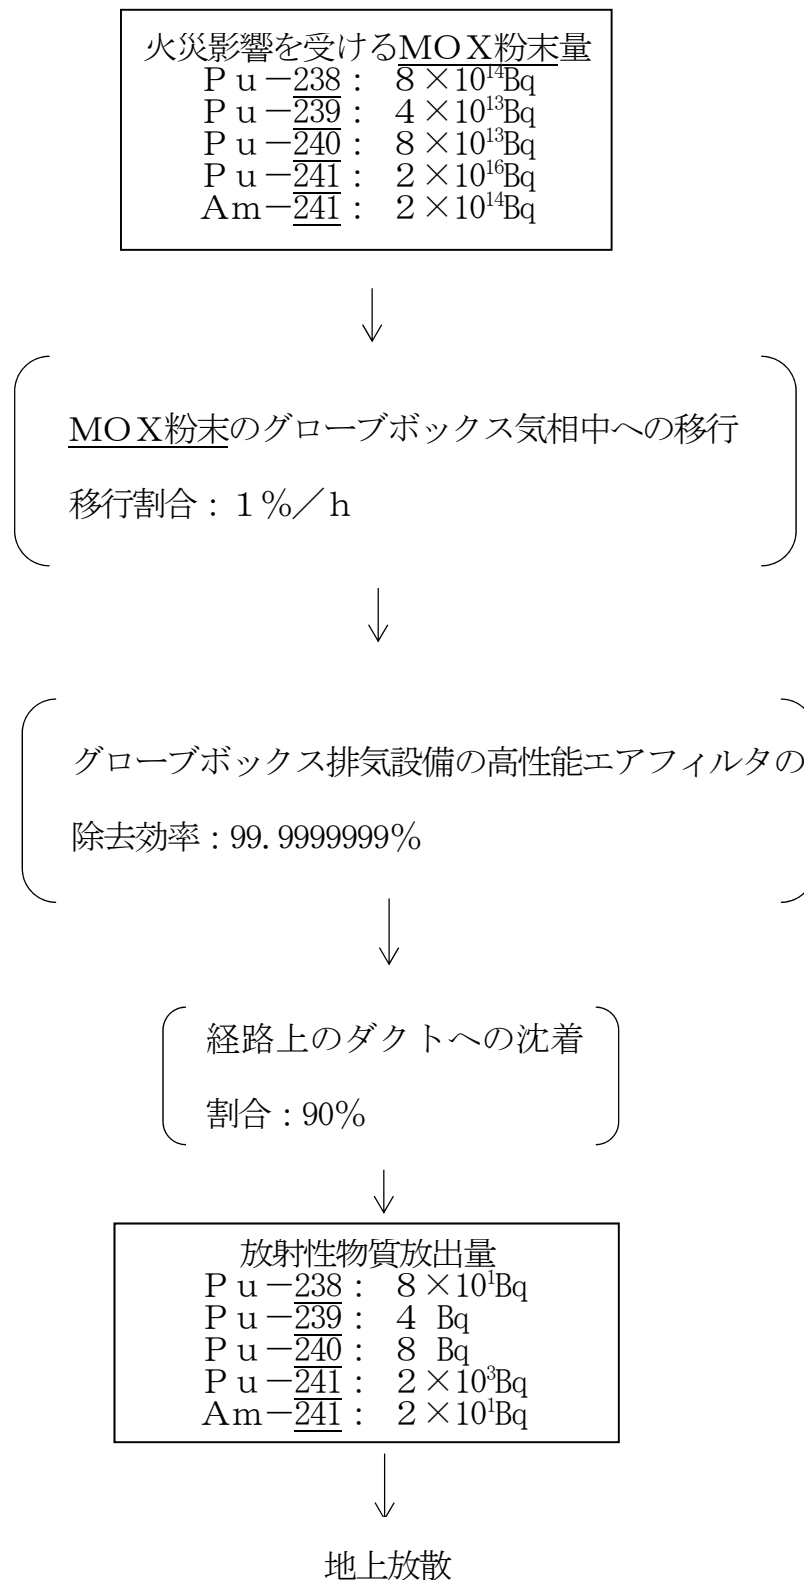 火災影響を受けるMOX粉末量
Pu－238： 8×10¹⁴Bq
Pu－239： 4×10¹³Bq
Pu－240： 8×10¹³Bq
Pu－241： 2×10¹⁶Bq
Am－241： 2×10¹⁴Bq
MOX粉末のグローブボックス気相中への移行
移行割合：１％／h
グローブボックス排気設備の高性能エアフィルタの
除去効率：99.9999999％
経路上のダクトへの沈着
割合：90％
放射性物質放出量
Pu－238： 8×10¹Bq
Pu－239： 4 Bq
Pu－240： 8 Bq
Pu－241： 2×10³Bq
Am－241： 2×10¹Bq
地上放散